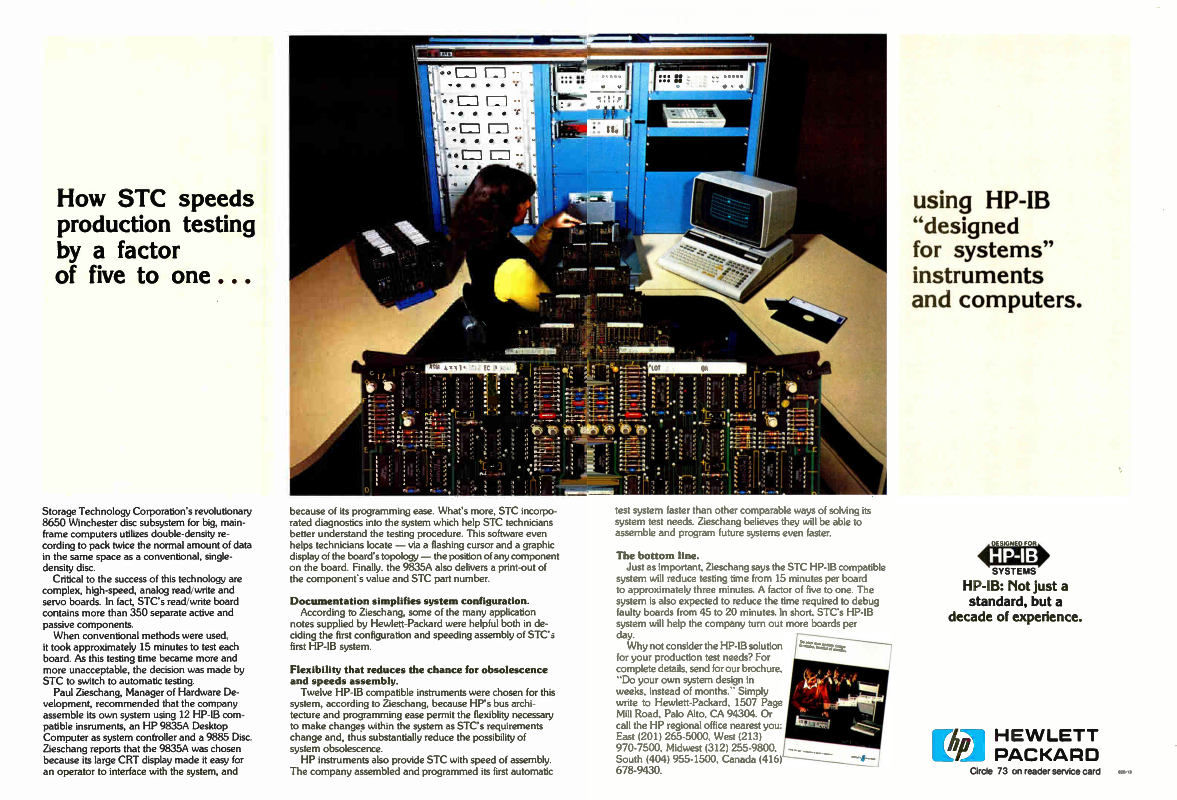 How STC speeds
production testing
by a factor
of five to one . . .
using HP-IB
“designed
for systems”
instruments
and computers.
Storage Technology Corporation's revolutionary
8650 Winchester disc subsystem for big, main-
frame computers utilizes double-density re-
cording to pack twice the normal amount of data
in the same space as a conventional, single-
density disc.
Critical to the success of this technology are
complex, high-speed, analog read/write and
servo boards. In fact, STC's read/write board
contains more than 350 separate active and
passive components.
When conventional methods were used,
it took approximately 15 minutes to test each
board. As this testing time became more and
more unacceptable, the decision was made by
STC to switch to automatic testing.
Paul Zieschang, Manager of Hardware De-
velopment, recommended that the company
assemble its own system using 12 HP-IB com-
patible insruments, an HP 9835A Desktop
Computer as system controller and a 9885 Disc.
Zieschang reports that the 9835A was chosen
because its large CRT display made it easy for
an operator to interface with the system, and
because of its programming ease. What's more, STC incorpo-
rated diagnostics into the system which help STC technicians
better understand the testing procedure. This software even
helps technicians locate — via a flashing cursor and a graphic
display of the board's topology — the position of any component
on the board. Finally. the 9835A also delivers a print-out of
the component's value and STC part number.
Documentation simplifies system configuration.
According to Zieschang, some of the many application
notes supplied by Hewlett-Packard were helpful both in de-
ciding the first configuration and speeding assembly of STC's
first HP-IB system.
Flexibility that reduces the chance for obsolescence
and speeds assembly.
Twelve HP-IB compatible instruments were chosen for this
system, according to Zieschang, because HP's bus archi-
tecture and programming ease permit the flexiblity necessary
to make changes within the system as STC's requirements
change and, thus substantially reduce the possibility of
system obsolescence.
HP instruments also provide STC with speed of assembly.
The company assembled and programmed its first automatic
test system faster than other comparable ways of solving its
system test needs. Zieschang believes they will be able to
assemble and program future systems even faster.
The bottom line.
Just as important, Zieschang says the STC HP-IB compatible
system will reduce testing time from 15 minutes per board
to approximately three minutes. A factor of five to one. The
system is also expected to reduce the time required to debug
faulty boards from 45 to 20 minutes. In short, STC's HP-IB
system will help the company turn out more boards per
day.
Why not consider the HP-IB solution
for your production test needs? For
complete details, send for our brochure,
“Do your own system design in
weeks, instead of months.” Simply
write to Hewlett-Packard, 1507 Page
Mill Road, Palo Alto, CA 94304. Or
call the HP regional office nearest you:
East (201) 265-5000, West (213)
970-7500, Midwest (312) 255-9800,
South (404) 955-1500, Canada (416)
678-9430.
DESIGNED FOR
HP-IB
SYSTEMS
HP-IB: Not just a
standard, but a
decade of experience.
hp HEWLETT
PACKARD
Circle 73 on reader service card
LOT